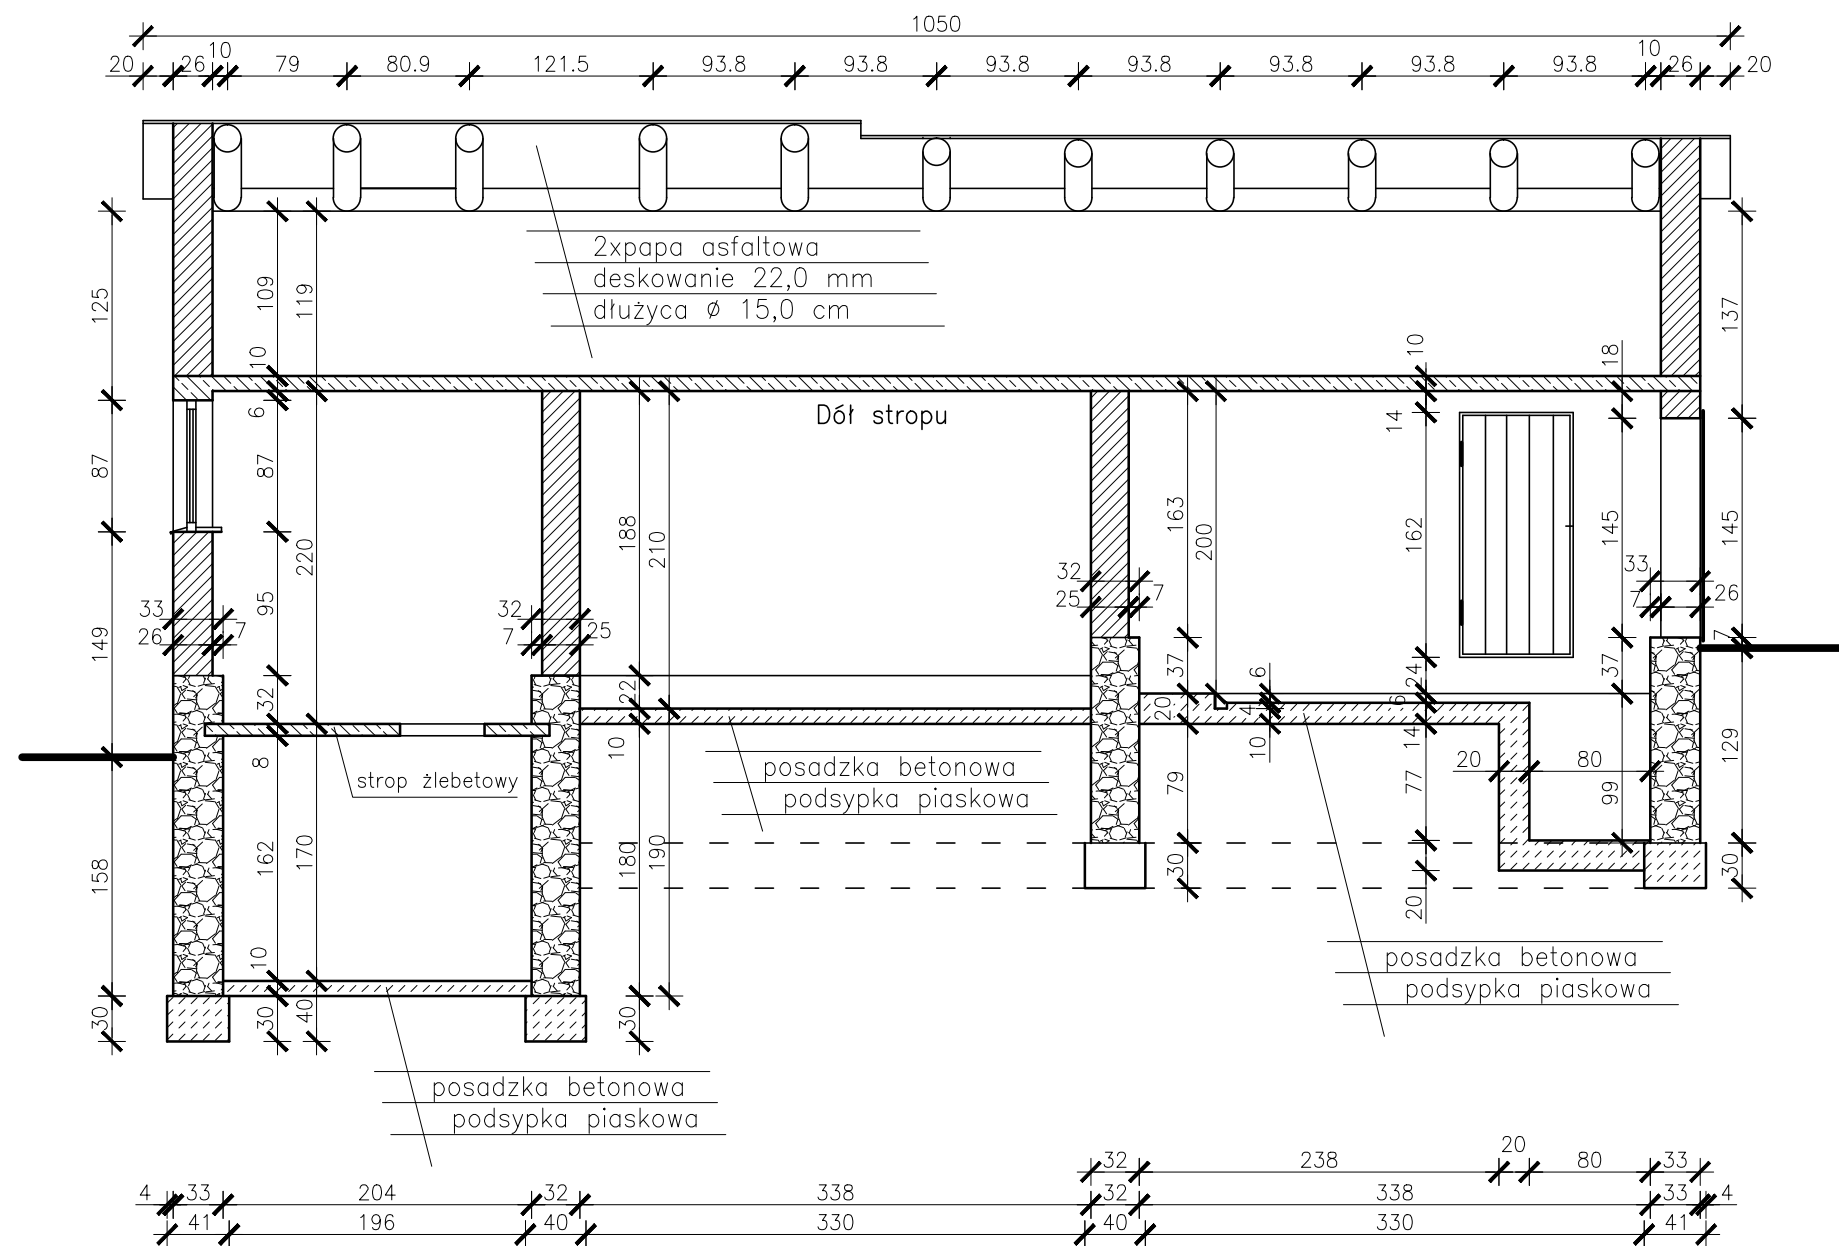 1050
20 26 10 79 80.9 121.5 93.8 93.8 93.8 93.8 93.8 93.8 93.8 10 26 20
2xpapa asfaltowa
deskowanie 22,0 mm
dłużyca Ø 15,0 cm
125 109 119 137
10 10 18
Dół stropu
6 14
87 87 220 188 210 163 200 162 145 145
33 32 32 33
26 7 7 25 25 7 7 26
149 95
32 22 37 6 24 37 7
20 4 6
8 10 10 14
strop żlebetowy
posadzka betonowa
podsypka piaskowa
79 20 80 77 99 129
158 162 170 180 190 30 20 30
10
posadzka betonowa
podsypka piaskowa
30 30 40 30
posadzka betonowa
podsypka piaskowa
32 238 20 80 33
4 33 204 32 338 32 338 33 4
41 196 40 330 40 330 41